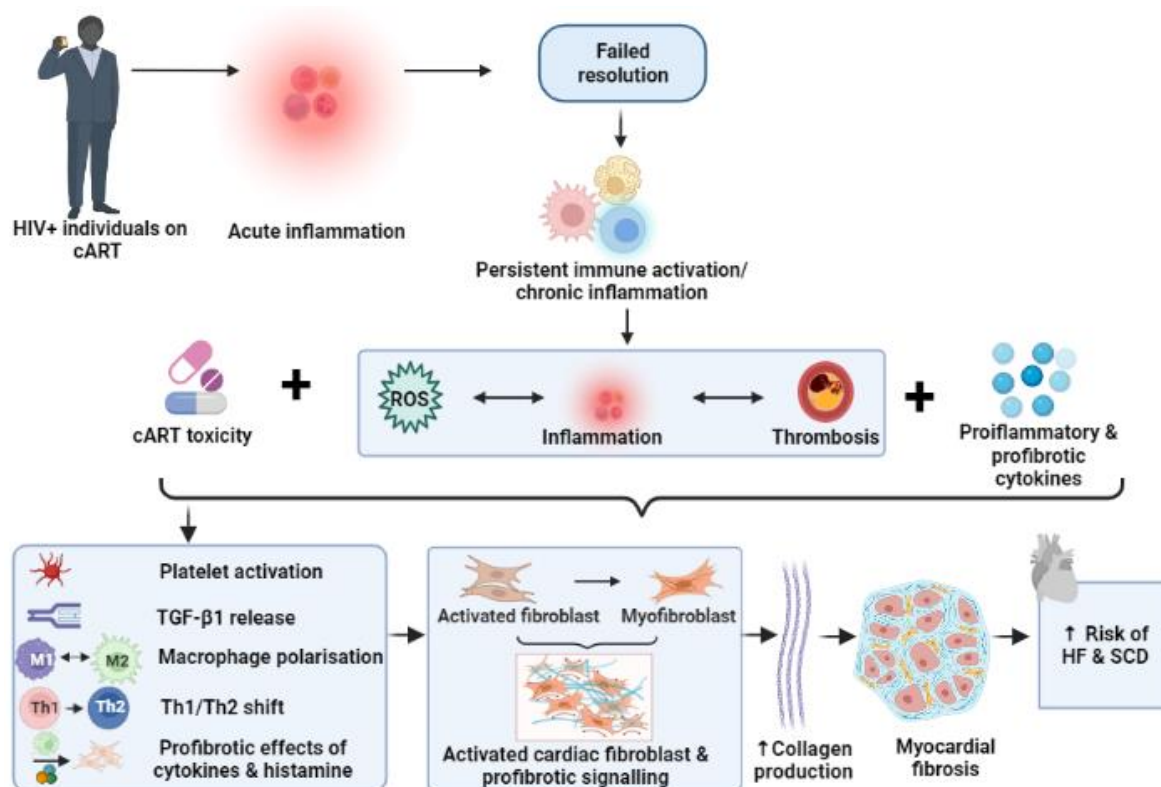 Failed
resolution
HIV+ individuals on
cART
Acute inflammation
Persistent immune activation/
chronic inflammation
cART toxicity
+
ROS
Inflammation
Thrombosis
+
Proiflammatory &
profibrotic
cytokines
Platelet activation
TGF-β1 release
M1
M2
Macrophage polarisation
Th1
Th2
Th1/Th2 shift
Profibrotic effects of
cytokines & histamine
Activated fibroblast
Myofibroblast
Activated cardiac fibroblast &
profibrotic signalling
↑Collagen
production
Myocardial
fibrosis
↑ Risk of
HF & SCD